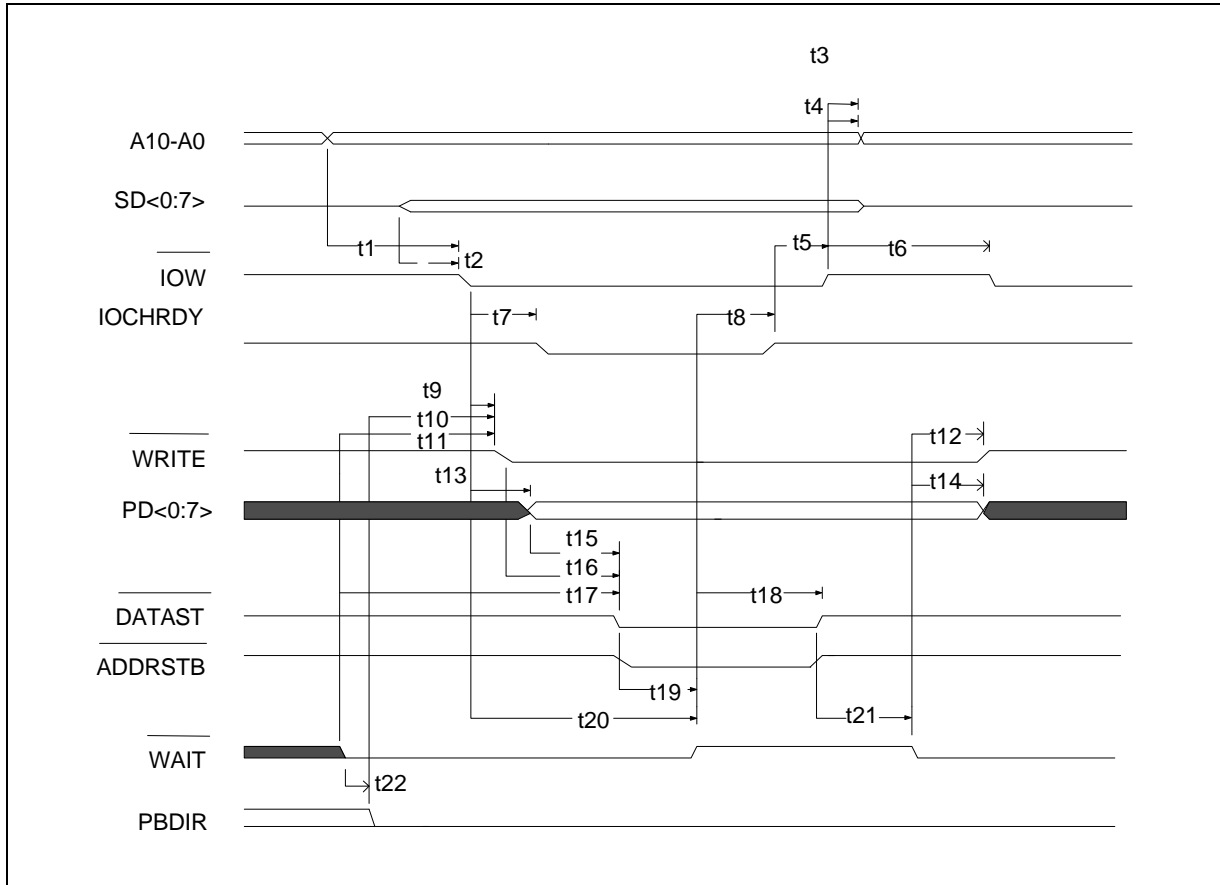 t3
t4
A10-A0
SD<0:7>
t1
t2
t5
t6
IOW
IOCHRDY
t7
t8
t9
t10
t11
t12
WRITE
t13
t14
PD<0:7>
t15
t16
t17
t18
DATAST
ADDRSTB
t19
t20
t21
WAIT
t22
PBDIR